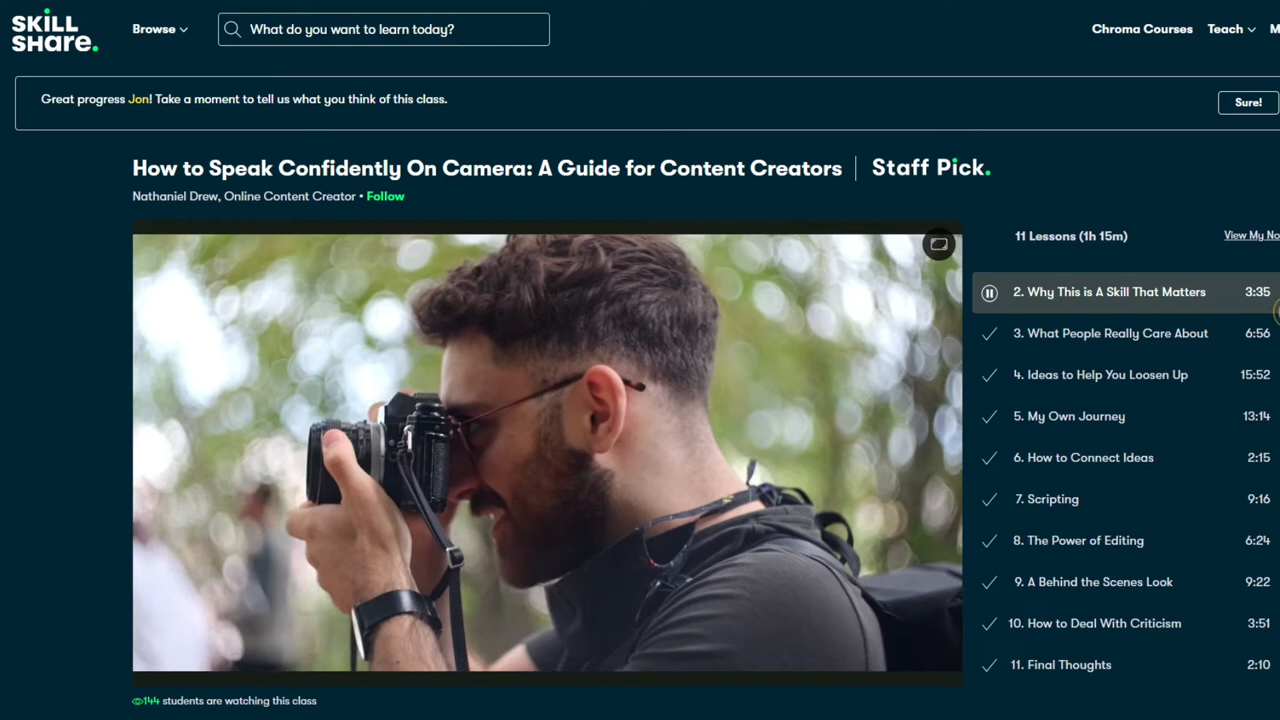 SKILL
SHare.
Browse
What do you want to learn today?
Chroma Courses
Teach
M
Great progress Jon! Take a moment to tell us what you think of this class.
Sure!
How to Speak Confidently On Camera: A Guide for Content Creators
Staff Pick.
Nathaniel Drew, Online Content Creator • Follow
11 Lessons (1h 15m)
View My No
2. Why This is A Skill That Matters 3:35
3. What People Really Care About 6:56
4. Ideas to Help You Loosen Up 15:52
5. My Own Journey 13:14
6. How to Connect Ideas 2:15
7. Scripting 9:16
8. The Power of Editing 6:24
9. A Behind the Scenes Look 9:22
10. How to Deal With Criticism 3:51
11. Final Thoughts 2:10
144 students are watching this class